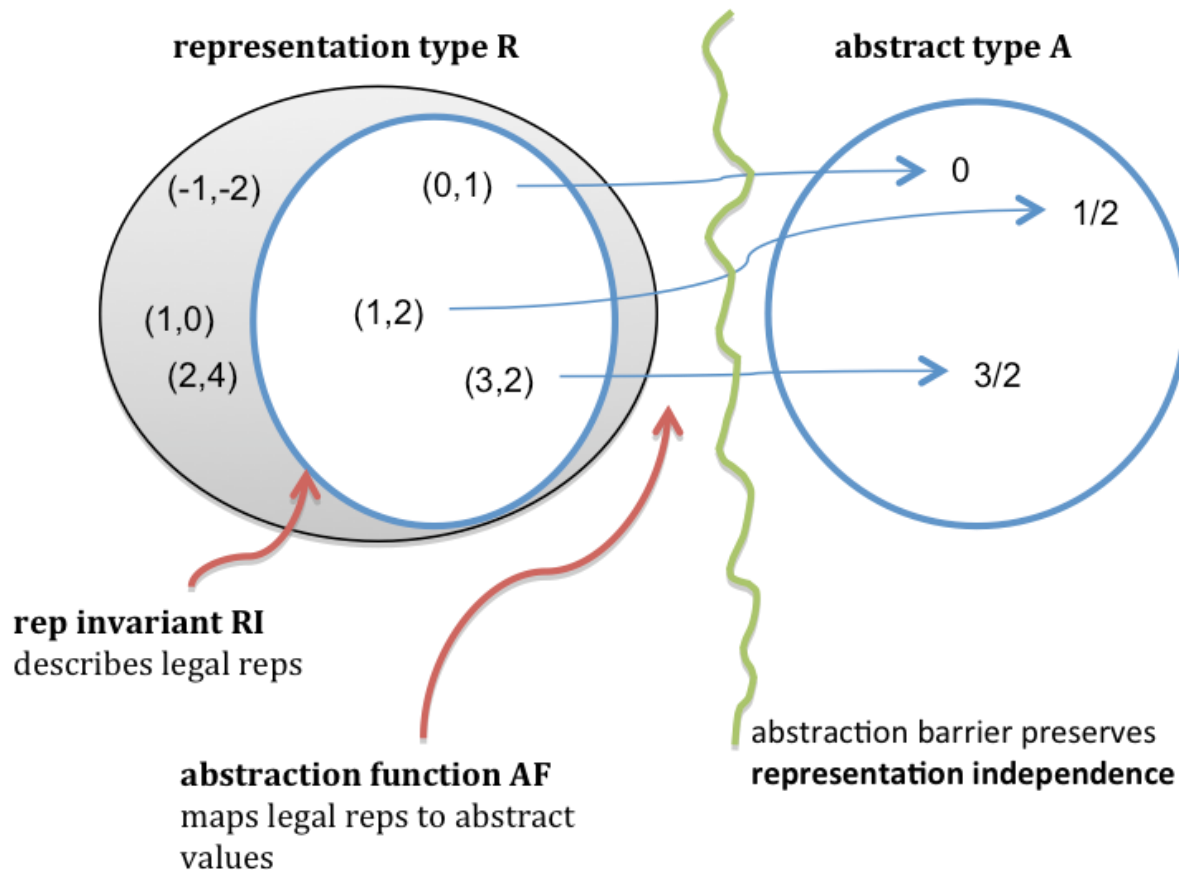 representation type R
abstract type A
(-1,-2)
(0,1)
0
1/2
(1,0)
(1,2)
(2,4)
(3,2)
3/2
rep invariant RI
describes legal reps
abstraction function AF
maps legal reps to abstract
values
abstraction barrier preserves
representation independence